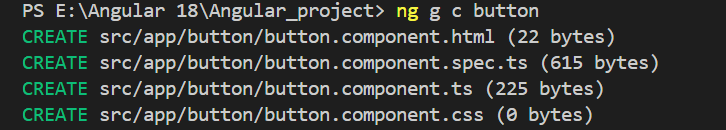 PS E:\Angular 18\Angular_project> ng g c button
CREATE src/app/button/button.component.html (22 bytes)
CREATE src/app/button/button.component.spec.ts (615 bytes)
CREATE src/app/button/button.component.ts (225 bytes)
CREATE src/app/button/button.component.css (0 bytes)